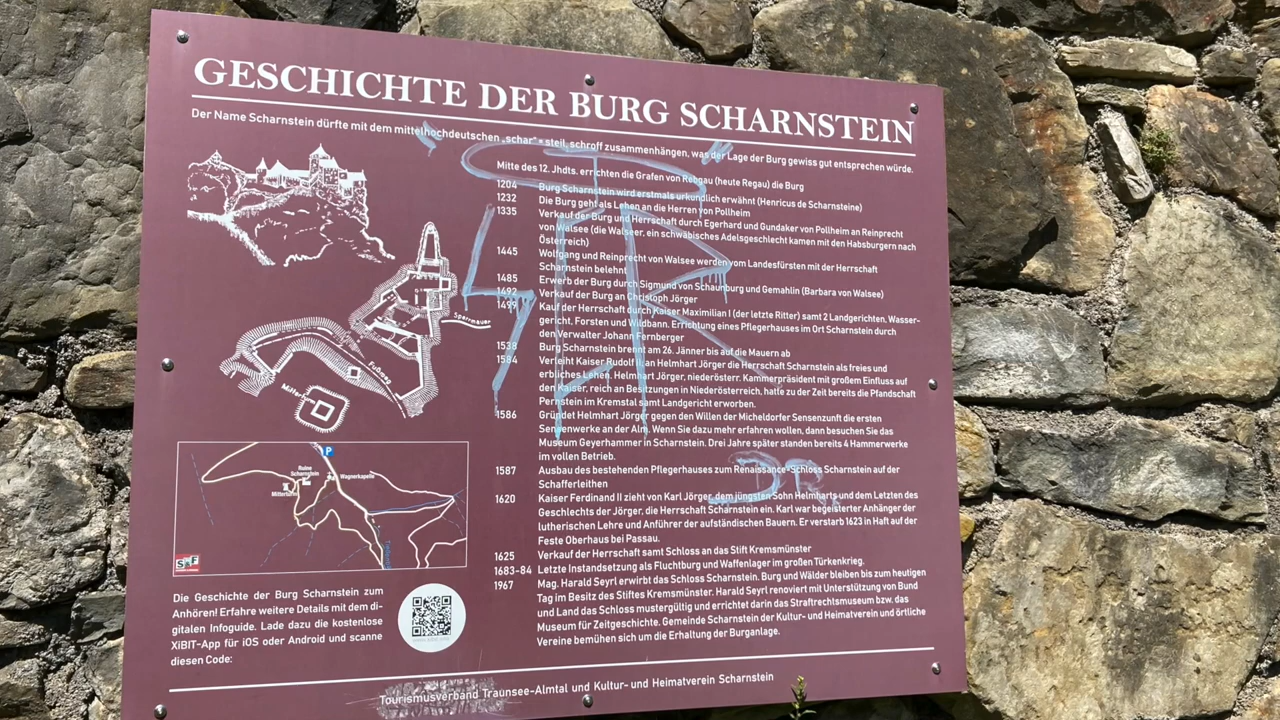 GESCHICHTE DER BURG SCHARNSTEIN
Der Name Scharnstein dürfte mit dem mittelhochdeutschen „schar“ = steil, schroff zusammenhängen, was der Lage der Burg gewiss gut entsprechen würde.
Mitte des 12. Jhdts. errichten die Grafen von Rebgau (heute Regau) die Burg
1204 Burg Scharnstein wird erstmals urkundlich erwähnt (Henricus de Scharnsteine)
1232 Die Burg geht als Lehen an die Herren von Pollheim
1335 Verkauf der Burg und Herrschaft durch Egerhard und Gundaker von Pollheim an Reinprecht
von Walsee (die Walseer, ein schwäbisches Adelsgeschlecht kamen mit den Habsburgern nach
Österreich)
1445 Wolfgang und Reinprecht von Walsee werden vom Landesfürsten mit der Herrschaft
Scharnstein belehnt
1485 Erwerb der Burg durch Sigmund von Schaunburg und Gemahlin (Barbara von Walsee)
1492 Verkauf der Burg an Christoph Jörger
1499 Kauf der Herrschaft durch Kaiser Maximilian I (der letzte Ritter) samt 2 Landgerichten, Wasser-
gericht, Forsten und Wildbann. Errichtung eines Pflegerhauses im Ort Scharnstein durch
den Verwalter Johann Fernberger
1538 Burg Scharnstein brennt am 26. Jänner bis auf die Mauern ab
1584 Verleiht Kaiser Rudolf II an Helmhart Jörger die Herrschaft Scharnstein als freies und
erbliches Lehen. Helmhart Jörger, niederösterr. Kammerpräsident mit großem Einfluss auf
den Kaiser, reich an Besitzungen in Niederösterreich, hatte zu der Zeit bereits die Pfandschaft
Pernstein im Kremstal samt Landgericht erworben.
1586 Gründet Helmhart Jörger gegen den Willen der Micheldorfer Sensenzunft die ersten
Sensenwerke an der Alm. Wenn Sie dazu mehr erfahren wollen, dann besuchen Sie das
Museum Geyerhammer in Scharnstein. Drei Jahre später standen bereits 4 Hammerwerke
im vollen Betrieb.
1587 Ausbau des bestehenden Pflegerhauses zum Renaissance-Schloss Scharnstein auf der
Schafferleithen
1620 Kaiser Ferdinand II zieht von Karl Jörger, dem jüngsten Sohn Helmharts und dem Letzten des
Geschlechts der Jörger, die Herrschaft Scharnstein ein. Karl war begeisterter Anhänger der
lutherischen Lehre und Anführer der aufständischen Bauern. Er verstarb 1623 in Haft auf der
Feste Oberhaus bei Passau.
1625 Verkauf der Herrschaft samt Schloss an das Stift Kremsmünster
1683-84 Letzte Instandsetzung als Fluchtburg und Waffenlager im großen Türkenkrieg.
1967 Mag. Harald Seyrl erwirbt das Schloss Scharnstein. Burg und Wälder bleiben bis zum heutigen
Tag im Besitz des Stiftes Kremsmünster. Harald Seyrl renoviert mit Unterstützung von Bund
und Land das Schloss mustergültig und errichtet darin das Straftrechtsmuseum bzw. das
Museum für Zeitgeschichte. Gemeinde Scharnstein der Kultur- und Heimatverein und örtliche
Vereine bemühen sich um die Erhaltung der Burganlage.
Sperrmauer
Fußweg
Mitterturm
P
Ruine
Scharnstein
Wagnerkapelle
Mitterturm
Die Geschichte der Burg Scharnstein zum
Anhören! Erfahre weitere Details mit dem di-
gitalen Infoguide. Lade dazu die kostenlose
XiBIT-App für iOS oder Android und scanne
diesen Code:
Tourismusverband Traunsee-Almtal und Kultur- und Heimatverein Scharnstein